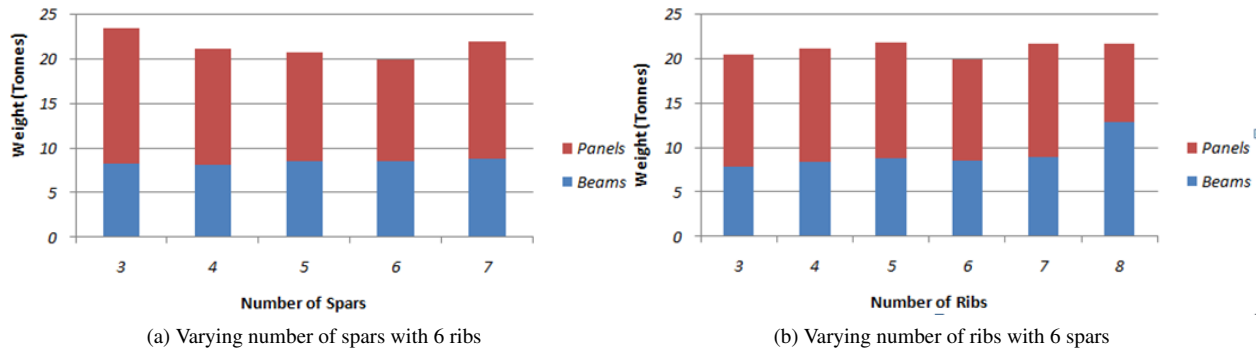 25
20
15
10
5
0
Weight (Tonnes)
3 4 5 6 7
Number of Spars
Panels
Beams
(a) Varying number of spars with 6 ribs
25
20
15
10
5
0
Weight (Tonnes)
3 4 5 6 7 8
Number of Ribs
Panels
Beams
(b) Varying number of ribs with 6 spars